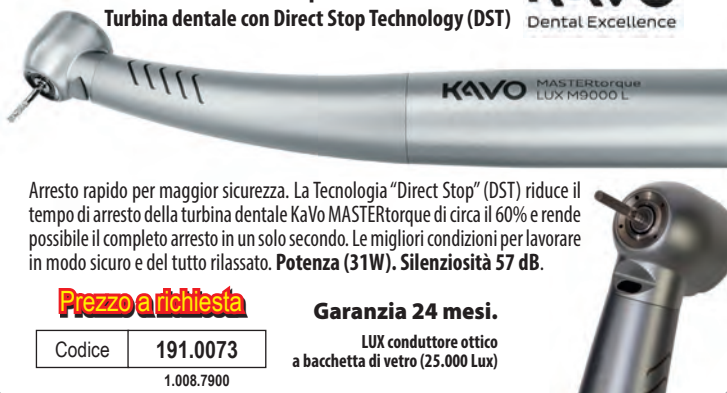 Turbina dentale con Direct Stop Technology (DST)
Dental Excellence
KAVO MASTERtorque
LUX M9000 L
Arresto rapido per maggior sicurezza. La Tecnologia “Direct Stop” (DST) riduce il
tempo di arresto della turbina dentale KaVo MASTERtorque di circa il 60% e rende
possibile il completo arresto in un solo secondo. Le migliori condizioni per lavorare
in modo sicuro e del tutto rilassato. Potenza (31W). Silenziosità 57 dB.
Prezzo a richiesta
Garanzia 24 mesi.
Codice 191.0073
1.008.7900
LUX conduttore ottico
a bacchetta di vetro (25.000 Lux)